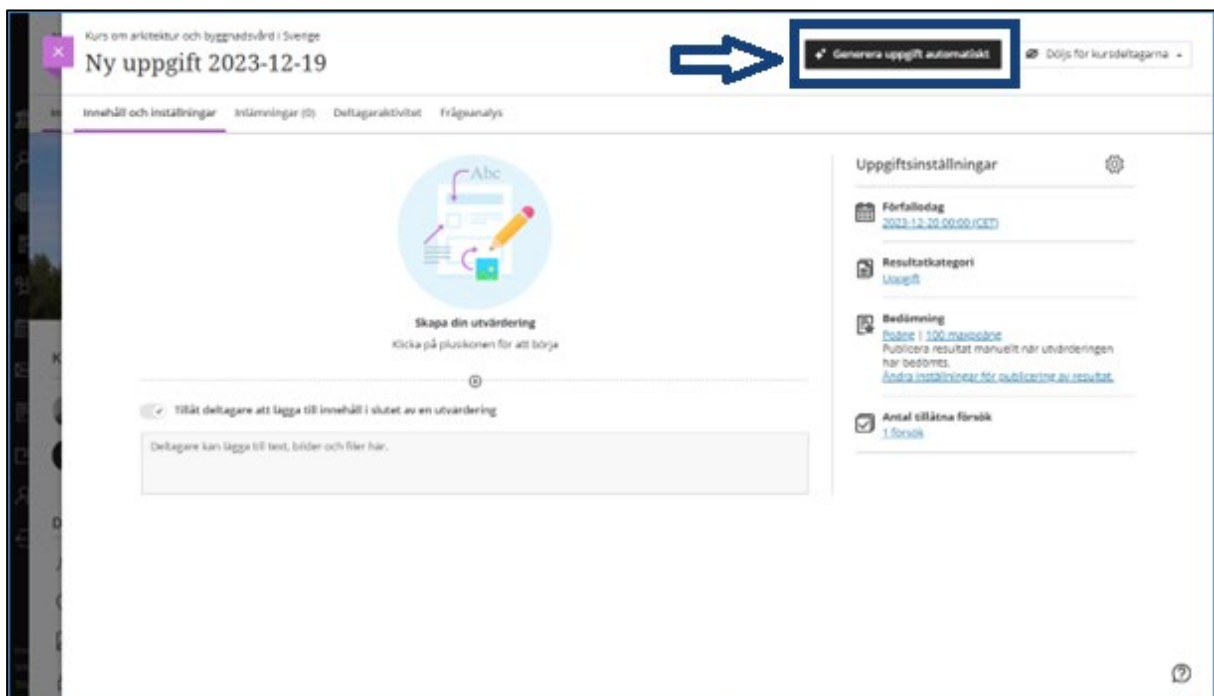 Kurs om arkitektur och byggnadsvård i Sverige
Ny uppgift 2023-12-19
Generera uppgift automatiskt
Döljs för kursdeltagarna
Innehåll och inställningar Inlämningar (0) Deltagaraktivitet Frågeanalys
Abc
Skapa din utvärdering
Klicka på plusikonen för att börja
Tillåt deltagare att lägga till innehåll i slutet av en utvärdering
Deltagare kan lägga till text, bilder och filer här.
Uppgiftsinställningar
Förfallodag
2023-12-20 00:00 (CET)
Resultatkategori
Uppgift
Bedömning
Poäng | 100 maxpoäng
Publicera resultat manuellt när utvärderingen
har bedömts.
Ändra inställningar för publicering av resultat.
Antal tillåtna försök
1 försök